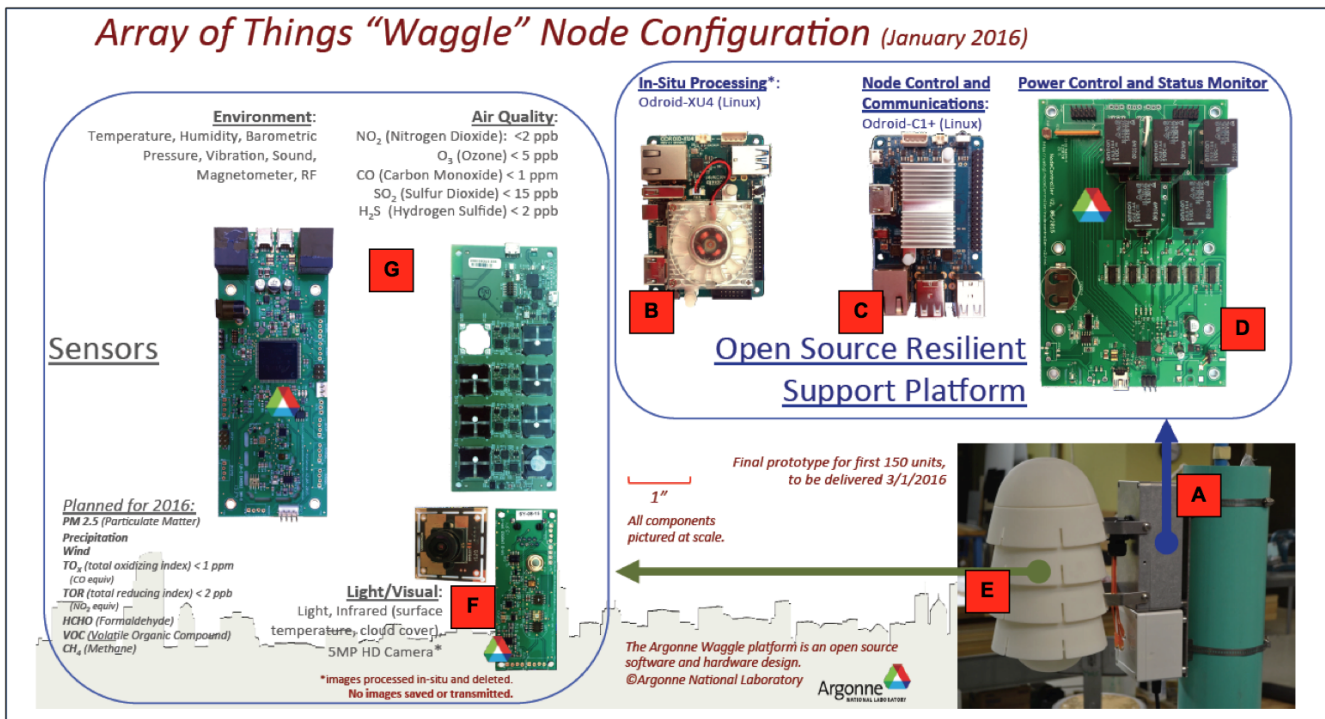 Array of Things “Waggle” Node Configuration (January 2016)
Environment:
Temperature, Humidity, Barometric
Pressure, Vibration, Sound,
Magnetometer, RF
Air Quality:
NO₂ (Nitrogen Dioxide): <2 ppb
O₃ (Ozone) < 5 ppb
CO (Carbon Monoxide) < 1 ppm
SO₂ (Sulfur Dioxide) < 15 ppb
H₂S (Hydrogen Sulfide) < 2 ppb
G
Sensors
Planned for 2016:
PM 2.5 (Particulate Matter)
Precipitation
Wind
TOₓ (total oxidizing index) < 1 ppm
(CO equiv)
TOR (total reducing index) < 2 ppb
(NO₂ equiv)
HCHO (Formaldehyde)
VOC (Volatile Organic Compound)
CH₄ (Methane)
Light/Visual:
Light, Infrared (surface
temperature, cloud cover),
5MP HD Camera*
F
*images processed in-situ and deleted.
No images saved or transmitted.
In-Situ Processing*:
Odroid-XU4 (Linux)
B
Node Control and
Communications:
Odroid-C1+ (Linux)
C
Power Control and Status Monitor
D
Open Source Resilient
Support Platform
1”
All components
pictured at scale.
Final prototype for first 150 units,
to be delivered 3/1/2016
A
E
The Argonne Waggle platform is an open source
software and hardware design.
©Argonne National Laboratory
Argonne
NATIONAL LABORATORY